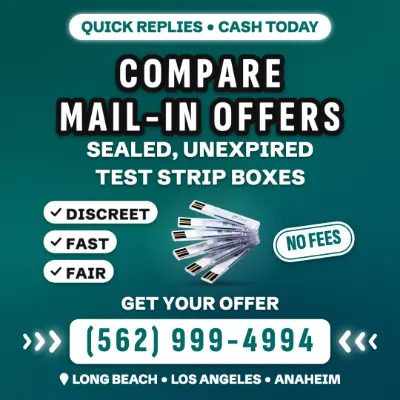 QUICK REPLIES • CASH TODAY
COMPARE
MAIL-IN OFFERS
SEALED, UNEXPIRED
TEST STRIP BOXES
DISCREET
FAST
FAIR
NO FEES
GET YOUR OFFER
(562) 999-4994
LONG BEACH • LOS ANGELES • ANAHEIM